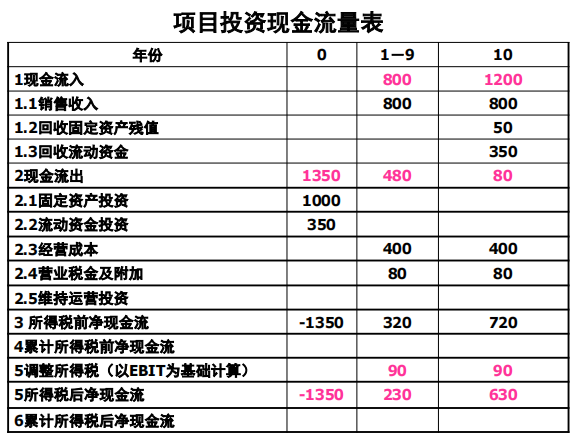 项目投资现金流量表
年份 0 1－9 10
1现金流入 800 1200
1.1销售收入 800 800
1.2回收固定资产残值 50
1.3回收流动资金 350
2现金流出 1350 480 80
2.1固定资产投资 1000
2.2流动资金投资 350
2.3经营成本 400 400
2.4营业税金及附加 80 80
2.5维持运营投资
3 所得税前净现金流 -1350 320 720
4累计所得税前净现金流
5调整所得税（以EBIT为基础计算） 90 90
5所得税后净现金流 -1350 230 630
6累计所得税后净现金流